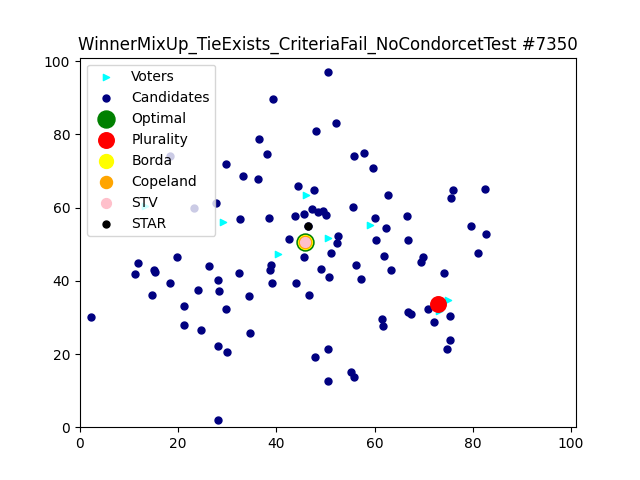 WinnerMixUp_TieExists_CriteriaFail_NoCondorcetTest #7350
100
80
60
40
20
0
Voters
Candidates
Optimal
Plurality
Borda
Copeland
STV
STAR
0 20 40 60 80 100